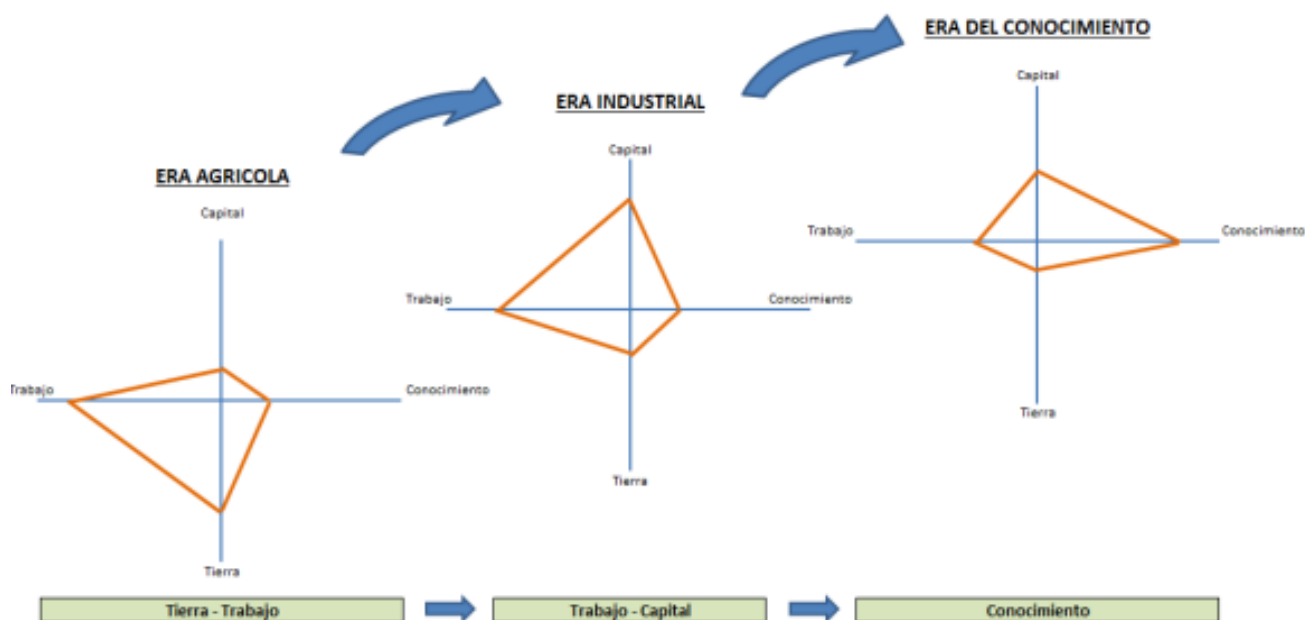 ERA DEL CONOCIMIENTO
Capital
Trabajo
Conocimiento
Tierra
ERA INDUSTRIAL
Capital
Trabajo
Conocimiento
Tierra
ERA AGRICOLA
Capital
Trabajo
Conocimiento
Tierra
Tierra - Trabajo
Trabajo - Capital
Conocimiento